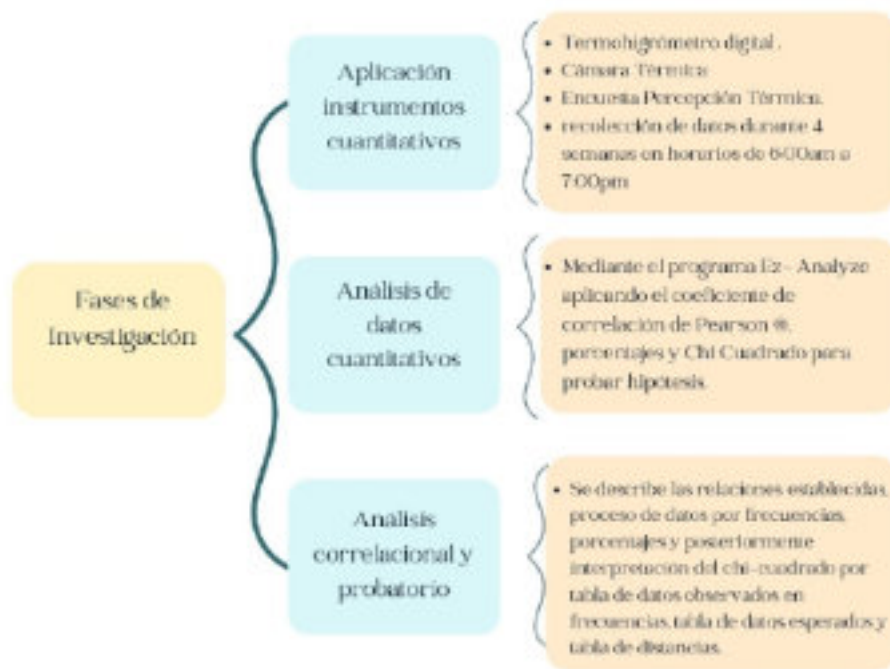 Fases de
Investigación
Aplicación
instrumentos
cuantitativos
• Termohigrómetro digital.
• Cámara Térmica
• Encuesta Percepción Térmica.
• recolección de datos durante 4
semanas en horarios de 6:00am a
7:00pm
Análisis de
datos
cuantitativos
• Mediante el programa Ez- Analyze
aplicando el coeficiente de
correlación de Pearson ®,
porcentajes y Chi Cuadrado para
probar hipótesis.
Análisis
correlacional y
probatorio
• Se describe las relaciones establecidas,
proceso de datos por frecuencias,
porcentajes y posteriormente
interpretación del chi-cuadrado por
tabla de datos observados en
frecuencias, tabla de datos esperados y
tabla de distancias.